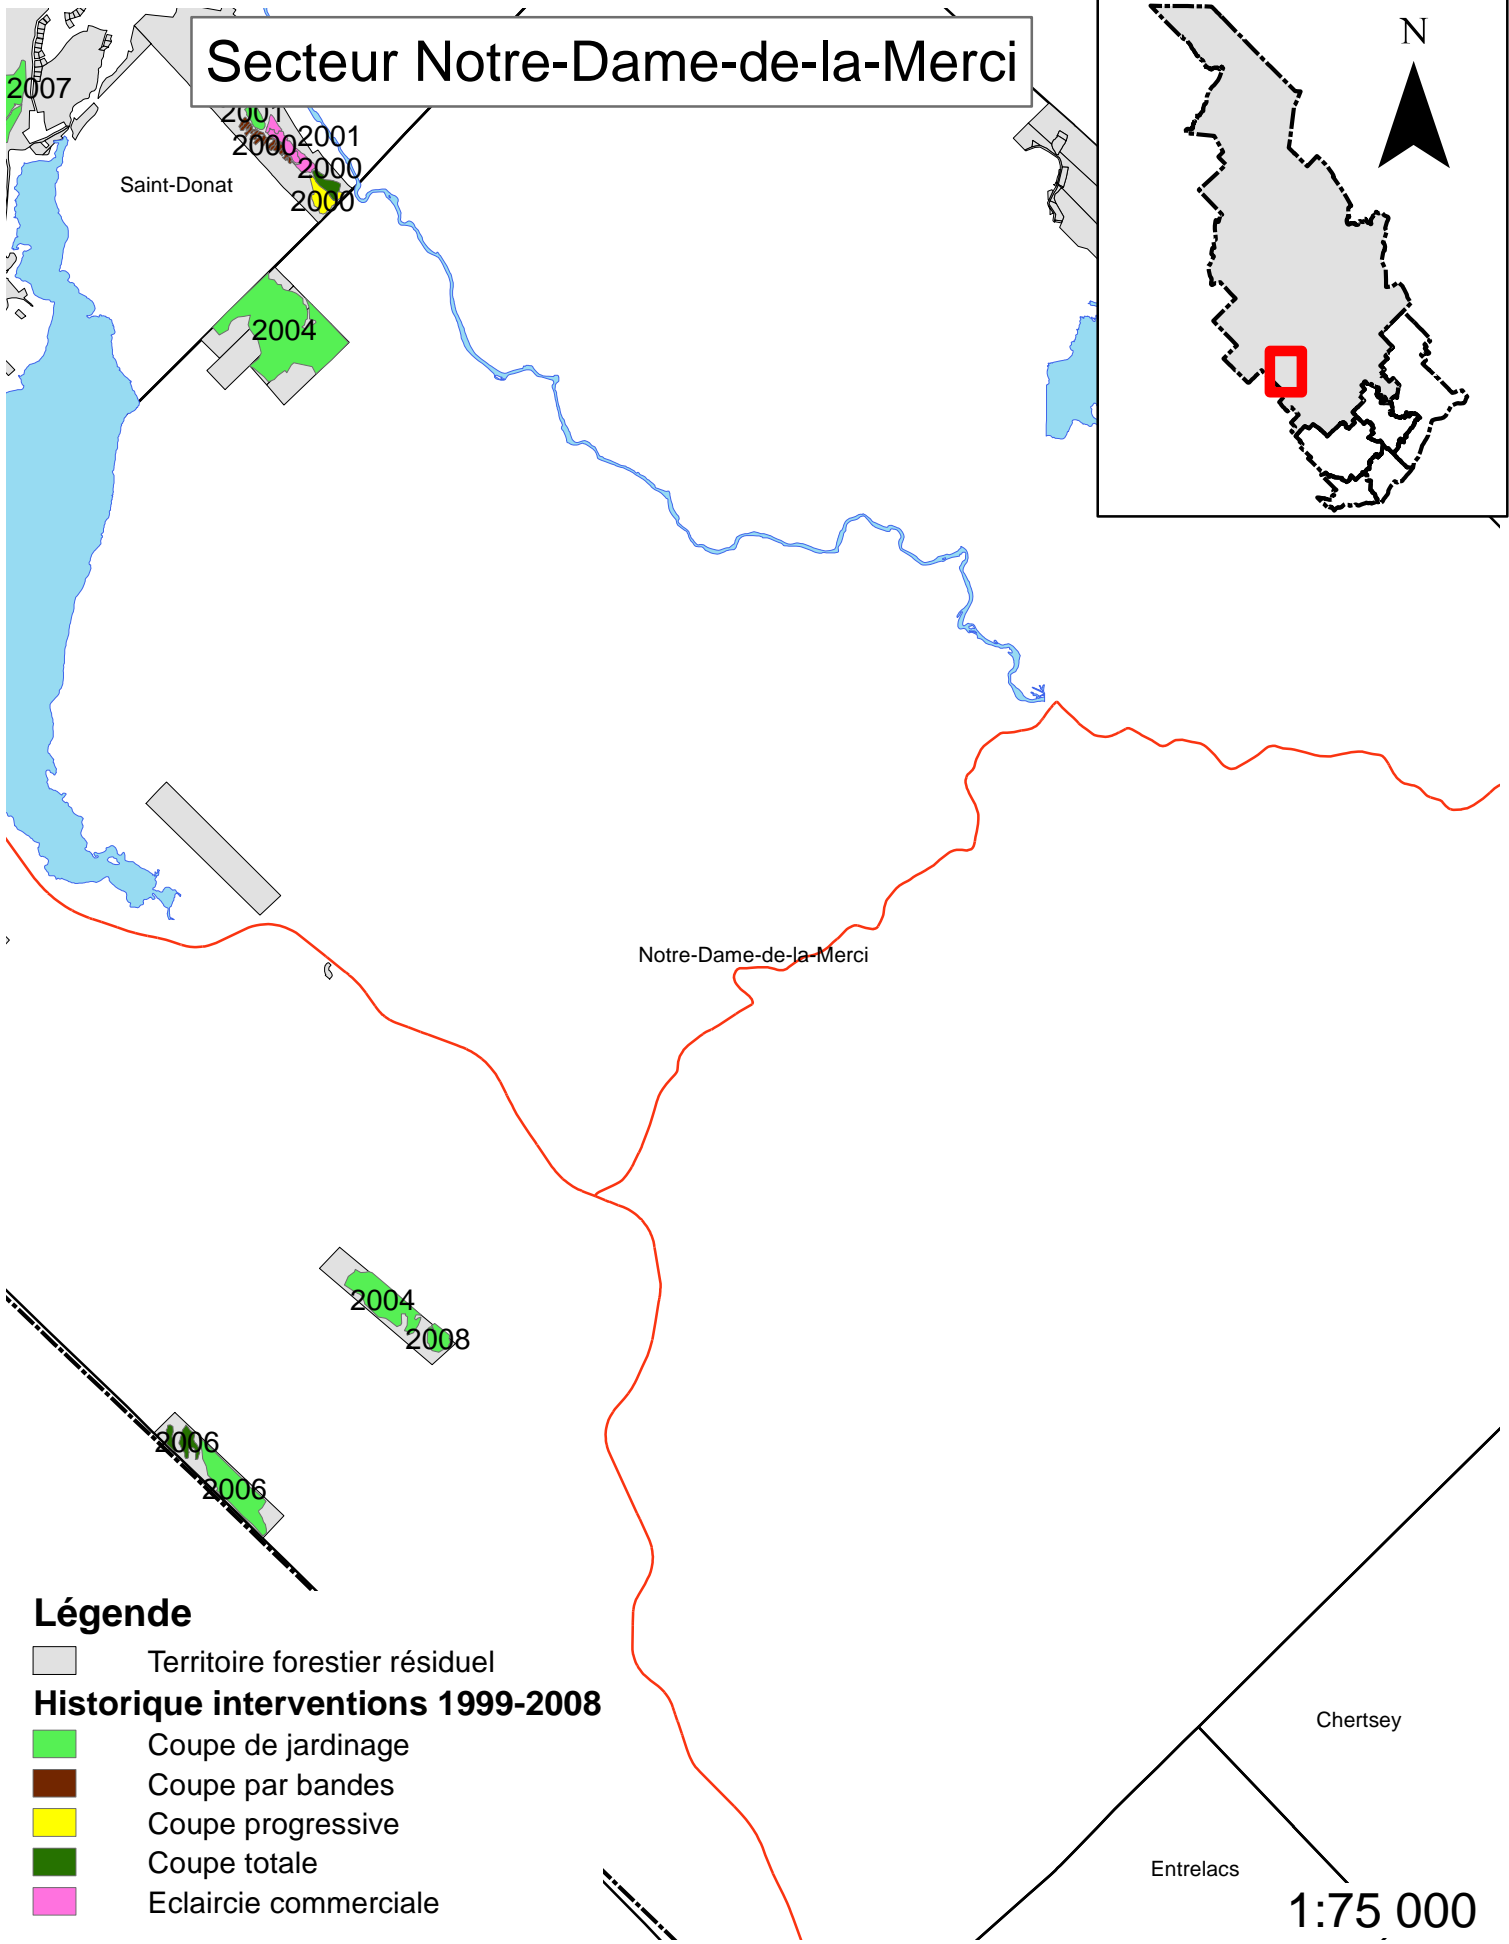 Secteur Notre-Dame-de-la-Merci
N
2007
2001
2001
2000
2000
2000
Saint-Donat
2004
Notre-Dame-de-la-Merci
2004
2008
2006
2006
Légende
Territoire forestier résiduel
Historique interventions 1999-2008
Coupe de jardinage
Coupe par bandes
Coupe progressive
Coupe totale
Eclaircie commerciale
Chertsey
Entrelacs
1:75 000